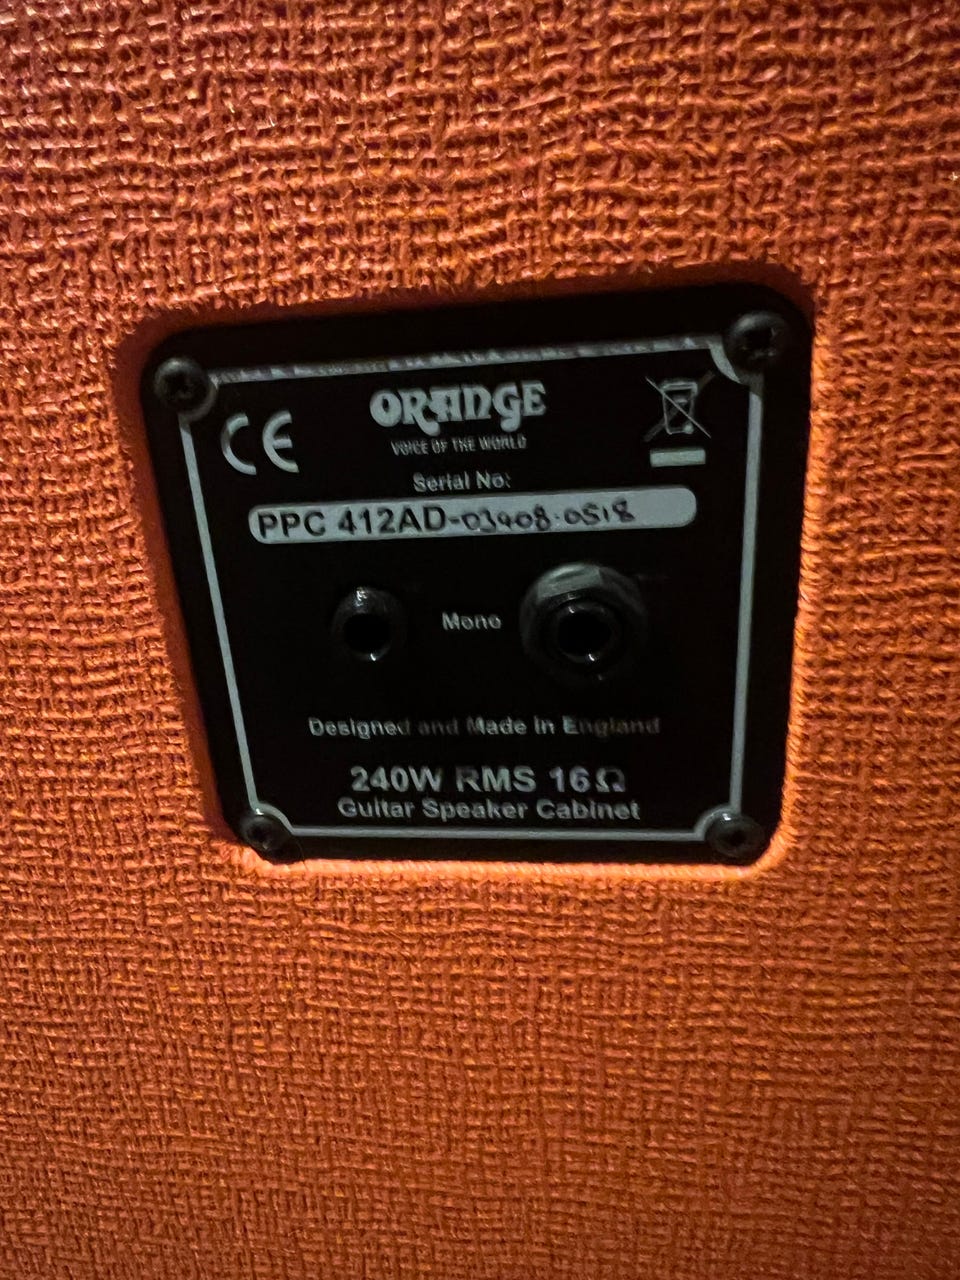 CE
ORANGE
VOICE OF THE WORLD
Serial No:
PPC 412AD-03908-0518
Mono
Designed and Made in England
240W RMS 16Ω
Guitar Speaker Cabinet